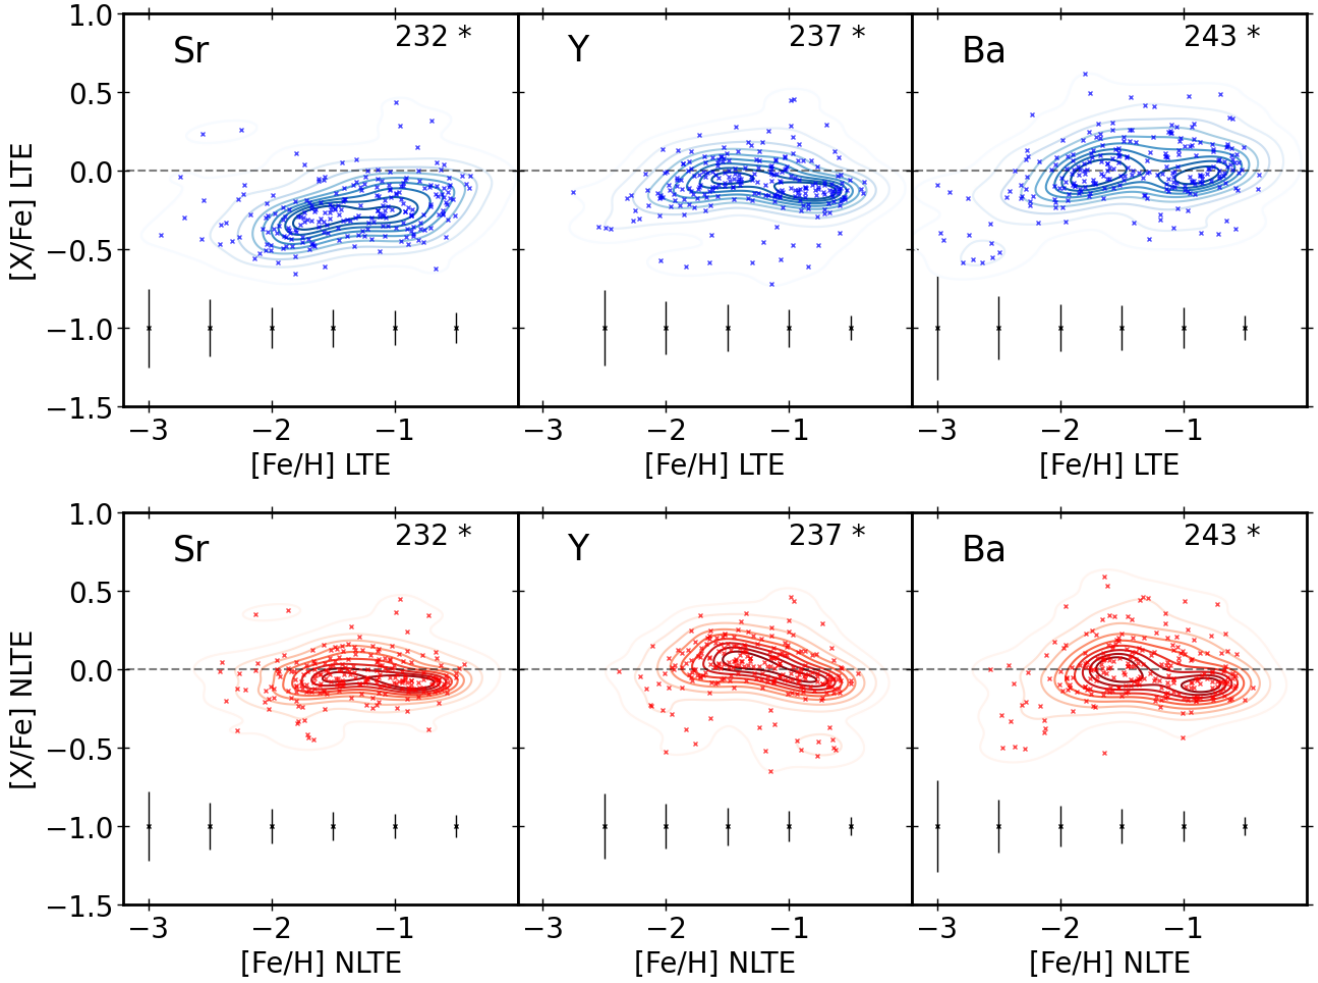 1.0
0.5
0.0
−0.5
−1.0
−1.5
[X/Fe] LTE
Sr
232 *
Y
237 *
Ba
243 *
−3
−2
−1
−3
−2
−1
−3
−2
−1
[Fe/H] LTE
[Fe/H] LTE
[Fe/H] LTE
1.0
0.5
0.0
−0.5
−1.0
−1.5
[X/Fe] NLTE
Sr
232 *
Y
237 *
Ba
243 *
−3
−2
−1
−3
−2
−1
−3
−2
−1
[Fe/H] NLTE
[Fe/H] NLTE
[Fe/H] NLTE